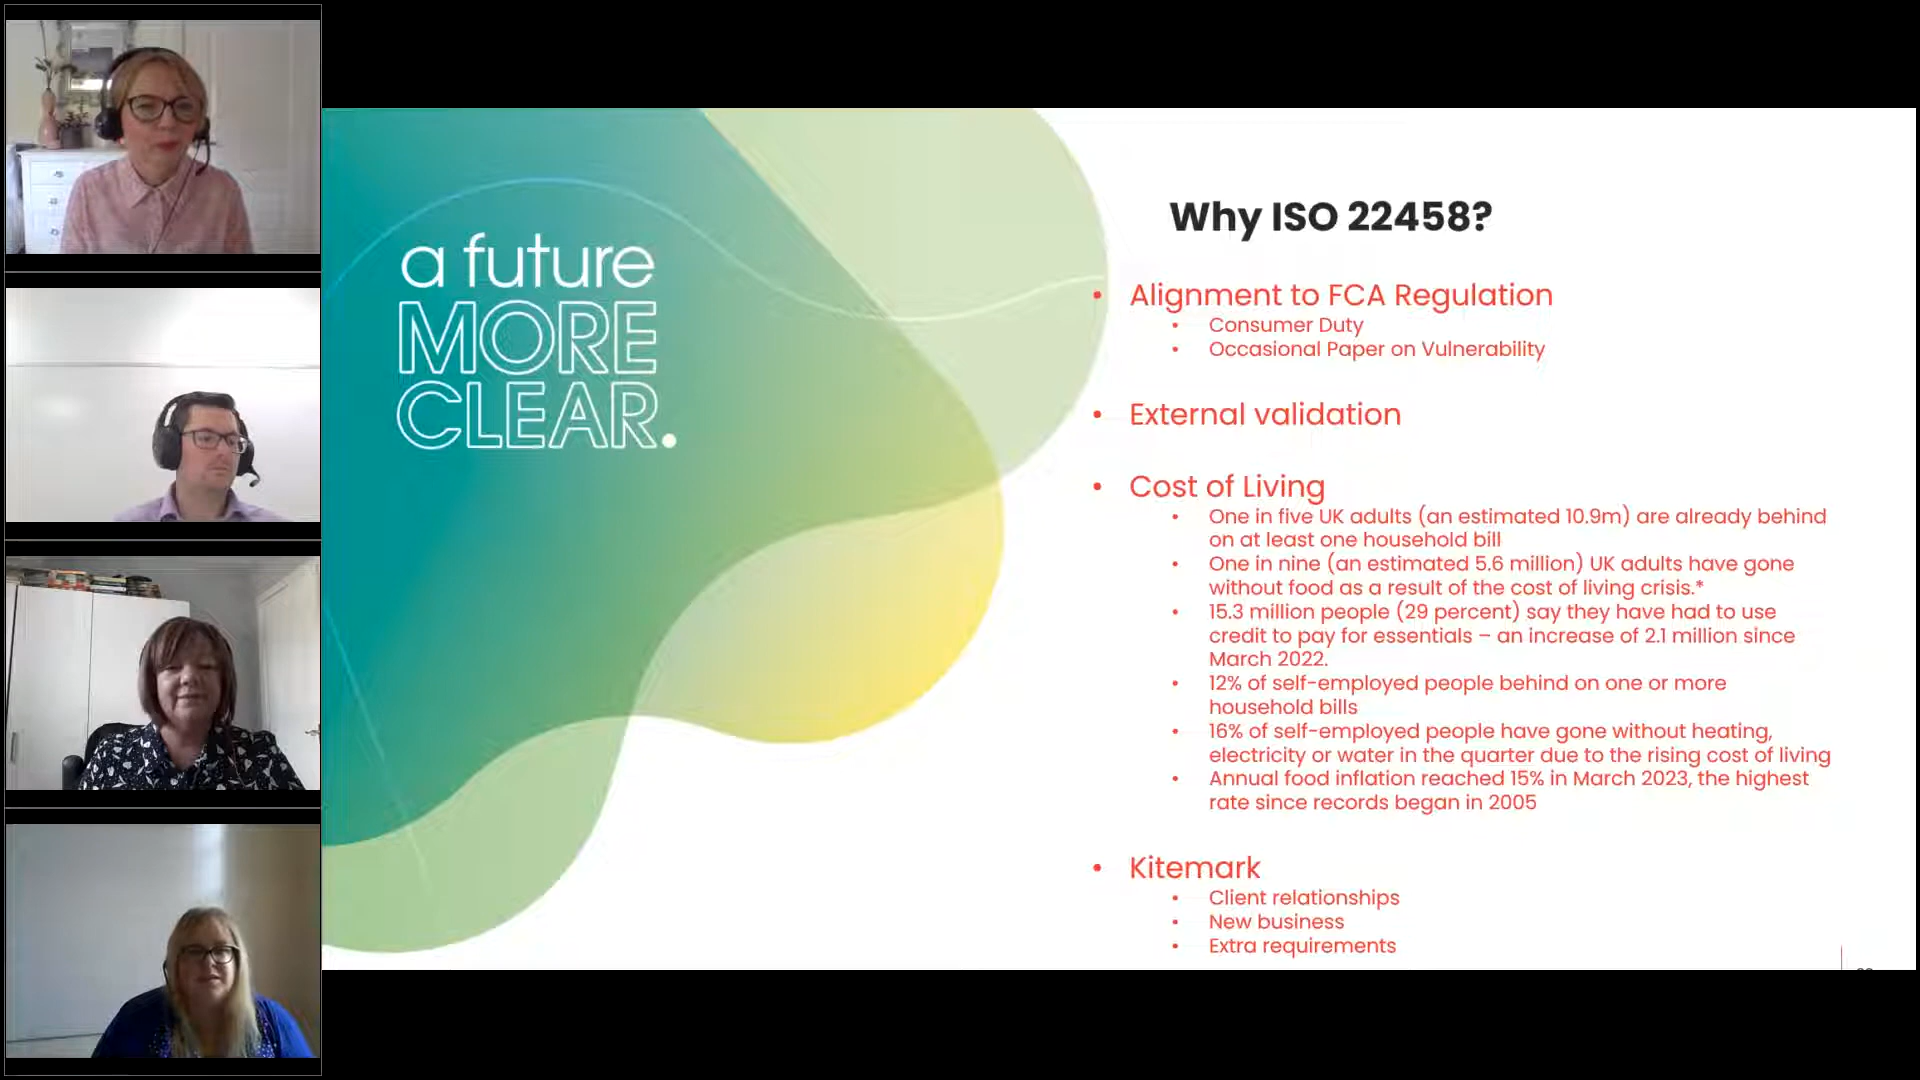 a future
MORE
CLEAR.
Why ISO 22458?
• Alignment to FCA Regulation
• Consumer Duty
• Occasional Paper on Vulnerability
• External validation
• Cost of Living
• One in five UK adults (an estimated 10.9m) are already behind
on at least one household bill
• One in nine (an estimated 5.6 million) UK adults have gone
without food as a result of the cost of living crisis.*
• 15.3 million people (29 percent) say they have had to use
credit to pay for essentials – an increase of 2.1 million since
March 2022.
• 12% of self-employed people behind on one or more
household bills
• 16% of self-employed people have gone without heating,
electricity or water in the quarter due to the rising cost of living
• Annual food inflation reached 15% in March 2023, the highest
rate since records began in 2005
• Kitemark
• Client relationships
• New business
• Extra requirements